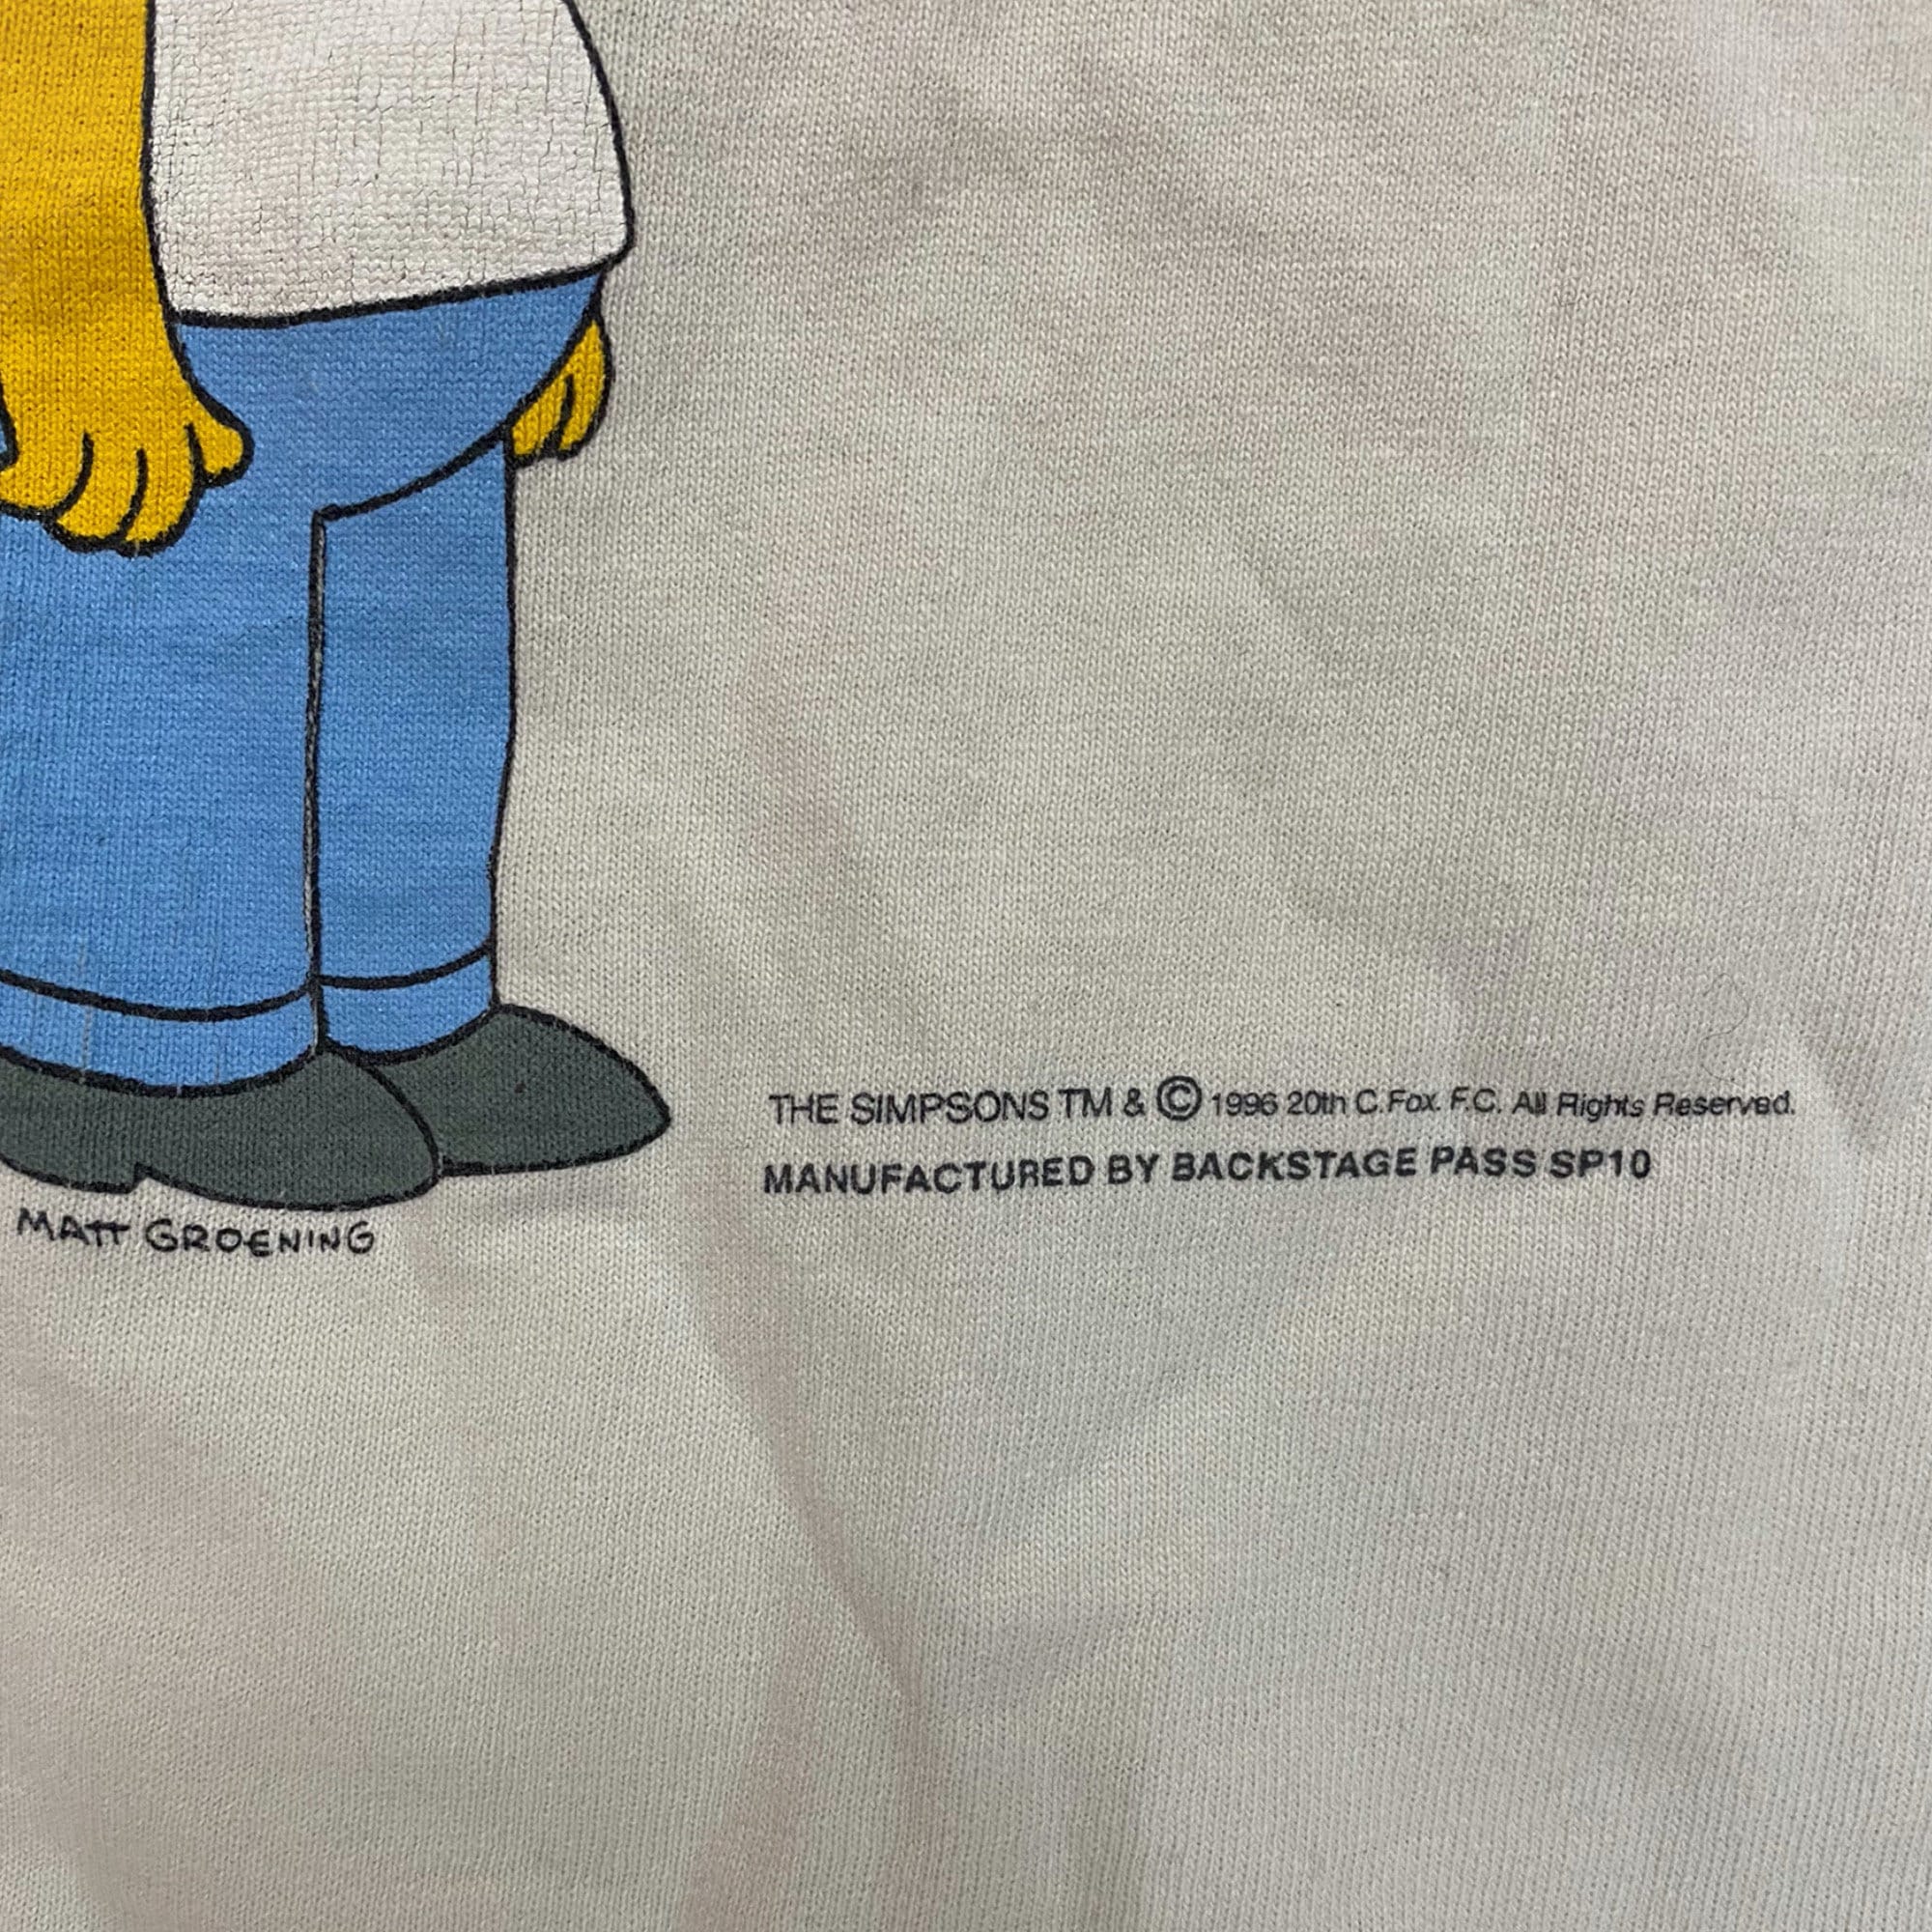 THE SIMPSONS TM & © 1996 20th C.Fox. F.C. All Rights Reserved.
MANUFACTURED BY BACKSTAGE PASS SP10
MATT GROENING